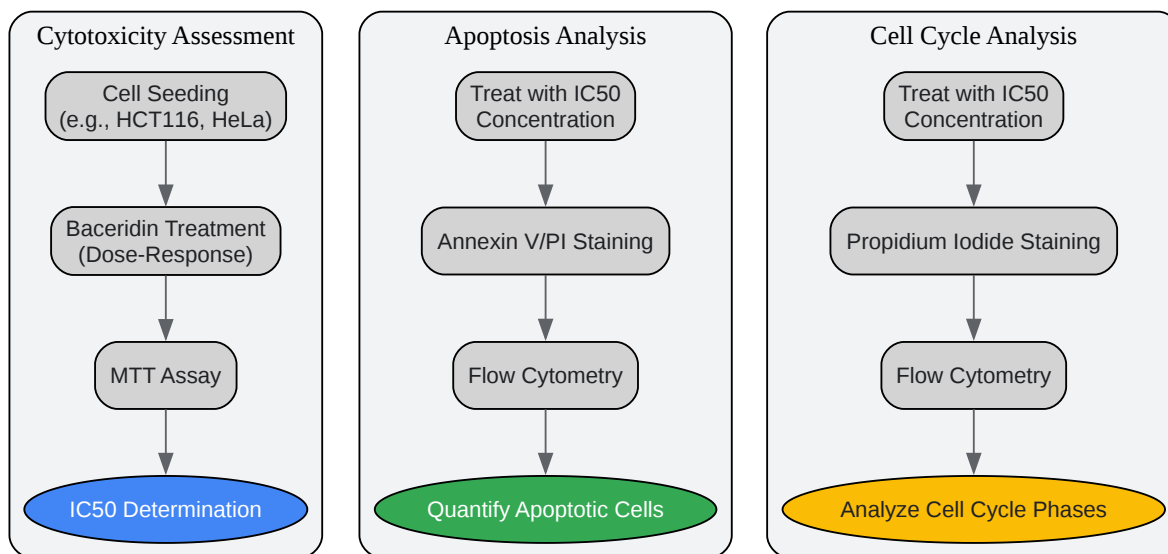 Cytotoxicity Assessment
Cell Seeding
(e.g., HCT116, HeLa)
Baceridin Treatment
(Dose-Response)
MTT Assay
IC50 Determination
Apoptosis Analysis
Treat with IC50
Concentration
Annexin V/PI Staining
Flow Cytometry
Quantify Apoptotic Cells
Cell Cycle Analysis
Treat with IC50
Concentration
Propidium Iodide Staining
Flow Cytometry
Analyze Cell Cycle Phases